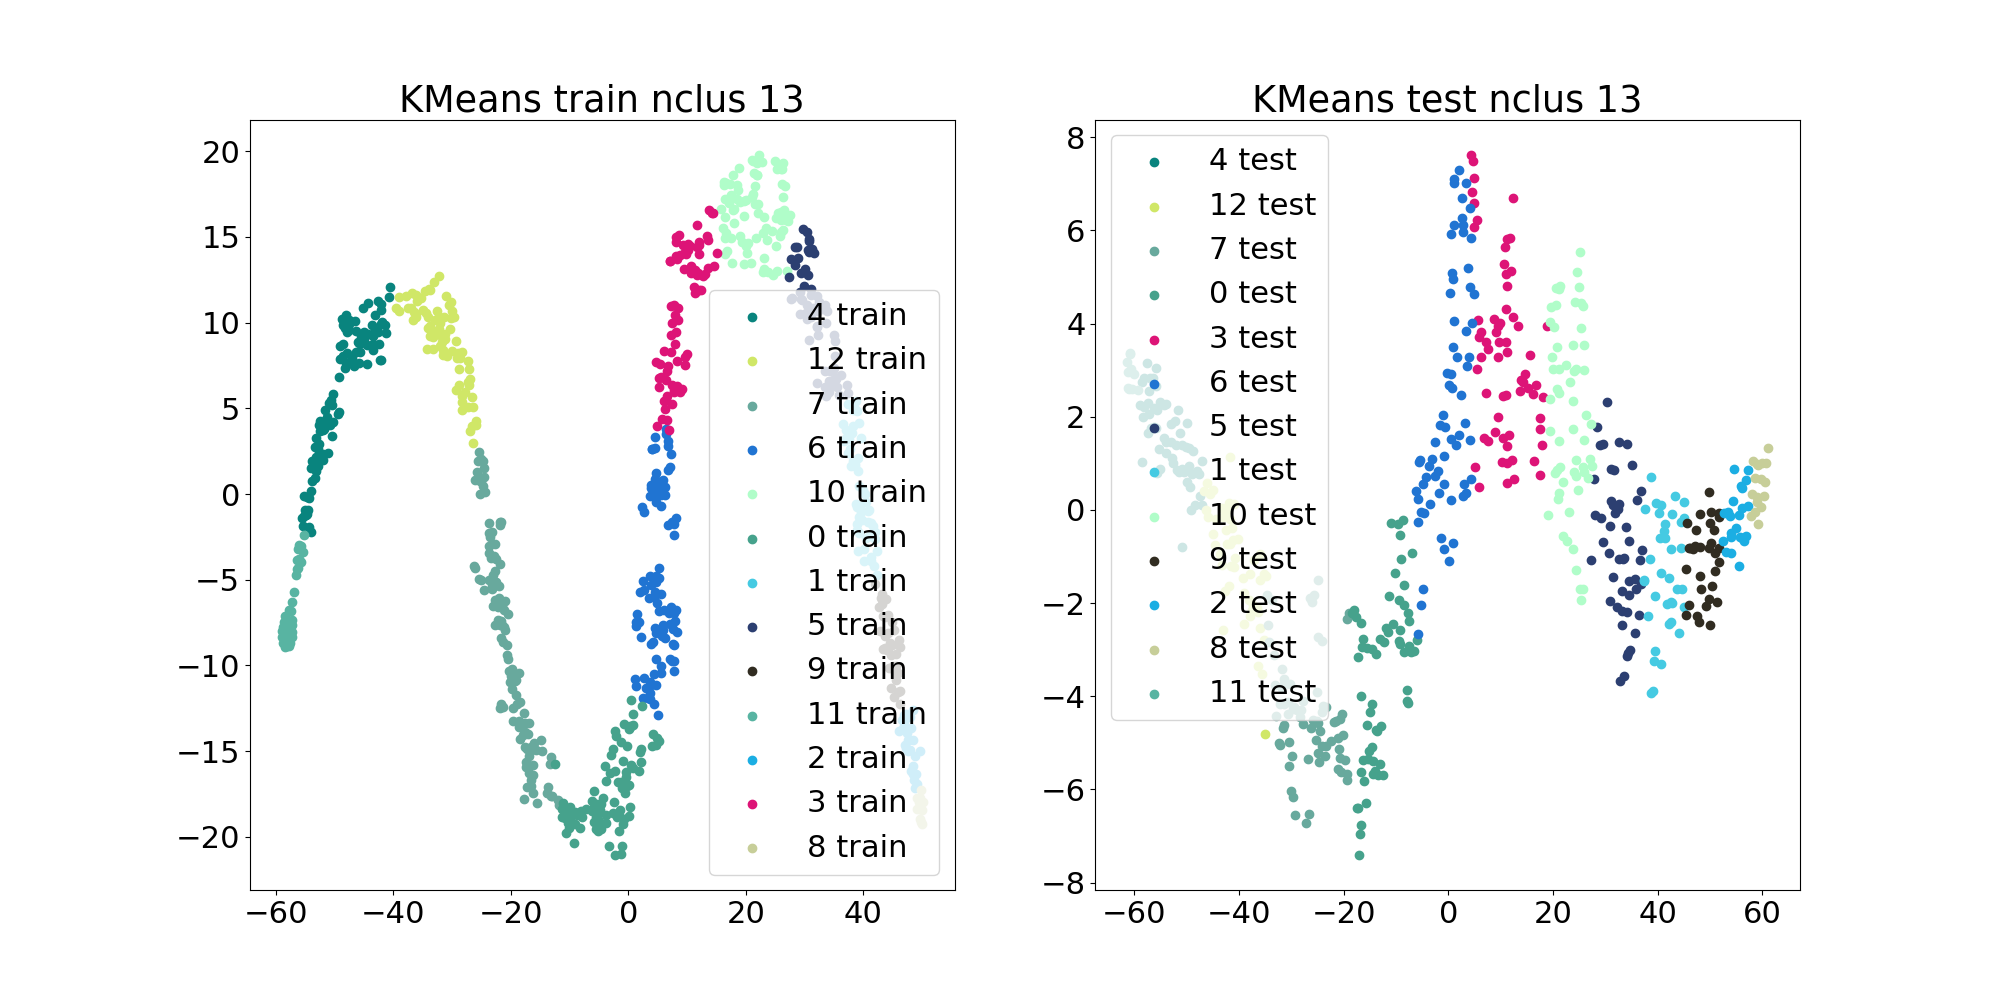 KMeans train nclus 13
20
15
10
5
0
−5
−10
−15
−20
−60 −40 −20 0 20 40
4 train
12 train
7 train
6 train
10 train
0 train
1 train
5 train
9 train
11 train
2 train
3 train
8 train
KMeans test nclus 13
8
6
4
2
0
−2
−4
−6
−8
−60 −40 −20 0 20 40 60
4 test
12 test
7 test
0 test
3 test
6 test
5 test
1 test
10 test
9 test
2 test
8 test
11 test